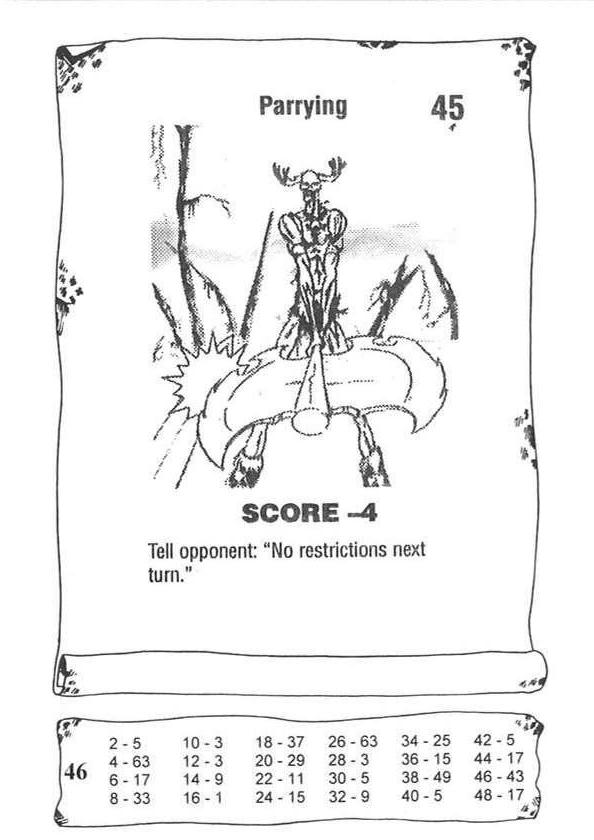 Parrying 45
SCORE -4
Tell opponent: “No restrictions next
turn.”
46
2 - 5 10 - 3 18 - 37 26 - 63 34 - 25 42 - 5
4 - 63 12 - 3 20 - 29 28 - 3 36 - 15 44 - 17
6 - 17 14 - 9 22 - 11 30 - 5 38 - 49 46 - 43
8 - 33 16 - 1 24 - 15 32 - 9 40 - 5 48 - 17